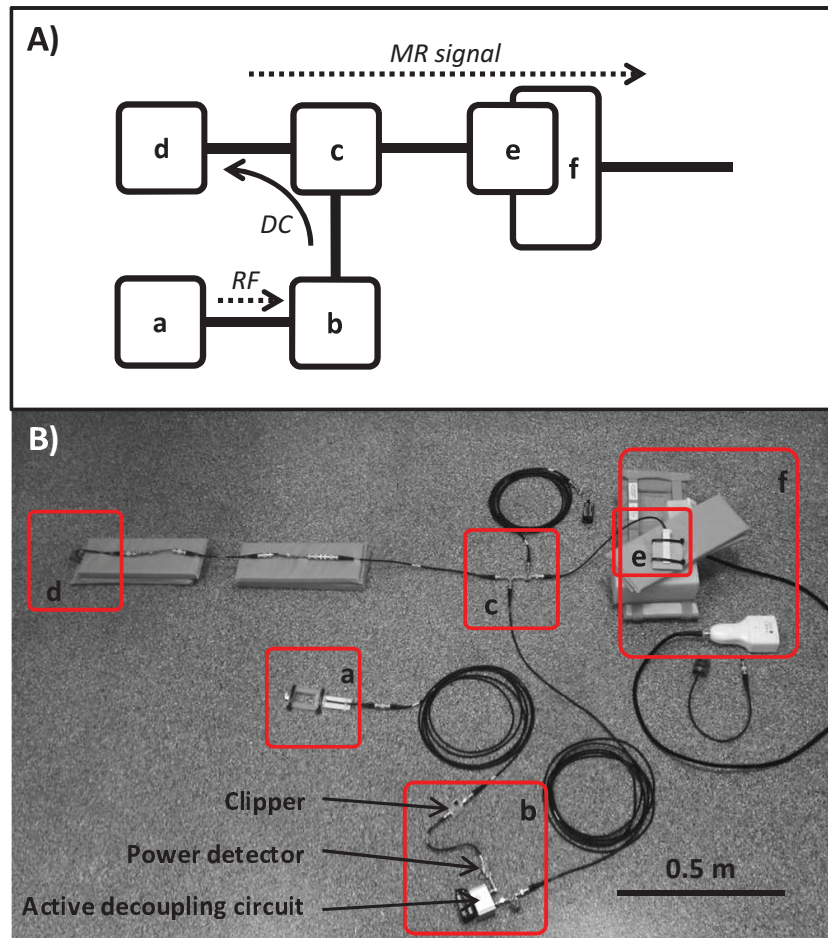 A)
MR signal
d
c
e
f
DC
RF
a
b
B)
f
e
d
c
a
Clipper
b
Power detector
0.5 m
Active decoupling circuit